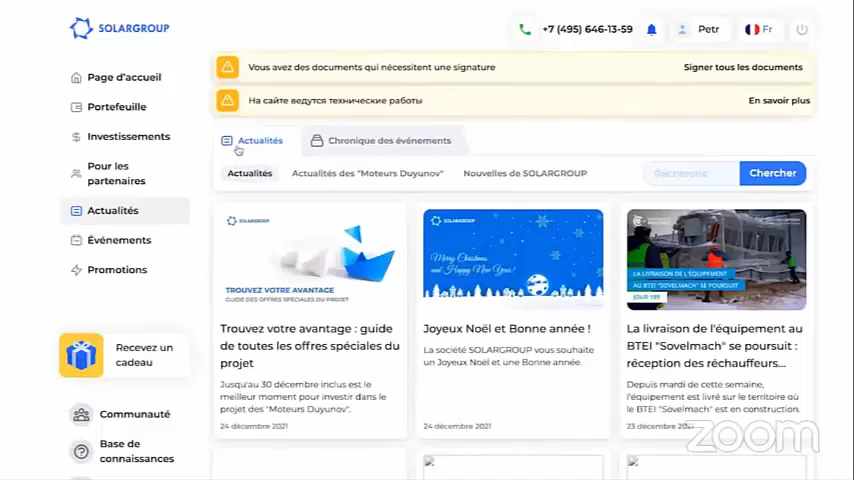 SOLARGROUP
+7 (495) 646-13-59
Petr
Fr
Page d'accueil
Portefeuille
Investissements
Pour les
partenaires
Actualités
Événements
Promotions
Recevez un
cadeau
Communauté
Base de
connaissances
Vous avez des documents qui nécessitent une signature
Signer tous les documents
На сайте ведутся технические работы
En savoir plus
Actualités
Chronique des événements
Actualités
Actualités des "Moteurs Duyunov"
Nouvelles de SOLARGROUP
Recherche
Chercher
SOLARGROUP
TROUVEZ VOTRE AVANTAGE
GUIDE DES OFFRES SPÉCIALES DU PROJET
Trouvez votre avantage : guide
de toutes les offres spéciales du
projet
Jusqu'au 30 décembre inclus est le
meilleur moment pour investir dans le
projet des "Moteurs Duyunov".
24 décembre 2021
SOLARGROUP
Merry Christmas
and Happy New Year!
Joyeux Noël et Bonne année !
La société SOLARGROUP vous souhaite
un Joyeux Noël et une Bonne année.
24 décembre 2021
LA LIVRAISON DE L'ÉQUIPEMENT
AU BTEI "SOVELMACH" SE POURSUIT
JOUR 199
La livraison de l'équipement au
BTEI "Sovelmach" se poursuit :
réception des réchauffeurs...
Depuis mardi de cette semaine,
l'équipement est livré sur le territoire où
le BTEI "Sovelmach" est en construction.
23 décembre 2021
zoom